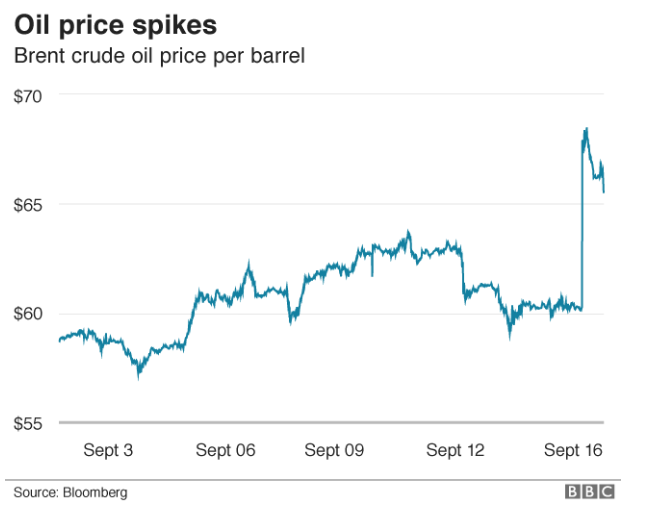 Oil price spikes
Brent crude oil price per barrel
$70
$65
$60
$55
Sept 3 Sept 06 Sept 09 Sept 12 Sept 16
Source: Bloomberg BBC